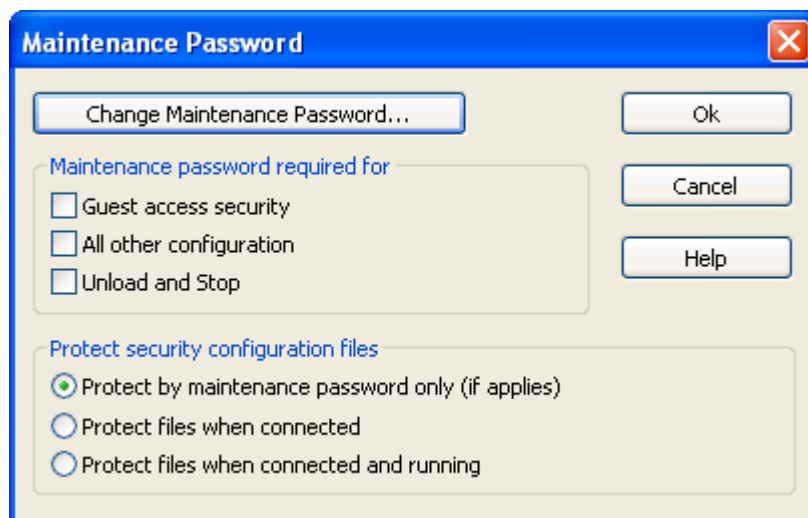 Maintenance Password
Change Maintenance Password...
Ok
Maintenance password required for
Cancel
Guest access security
All other configuration
Help
Unload and Stop
Protect security configuration files
Protect by maintenance password only (if applies)
Protect files when connected
Protect files when connected and running